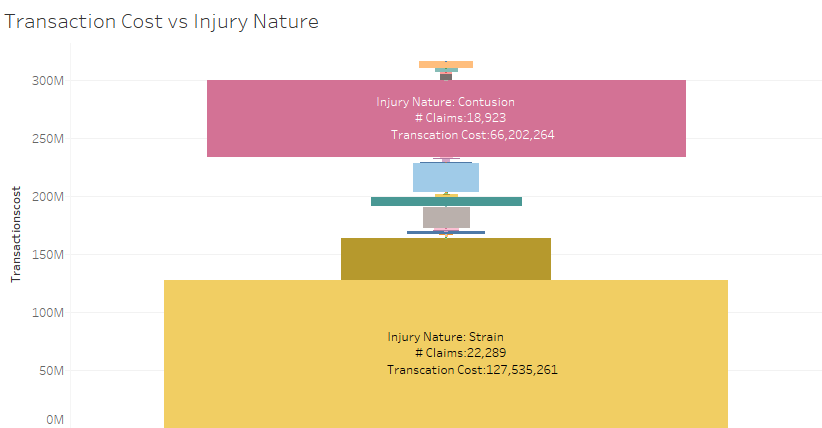 Transaction Cost vs Injury Nature
300M
Injury Nature: Contusion
# Claims:18,923
Transcation Cost:66,202,264
250M
200M
Transactionscost
150M
100M
Injury Nature: Strain
# Claims:22,289
Transcation Cost:127,535,261
50M
0M